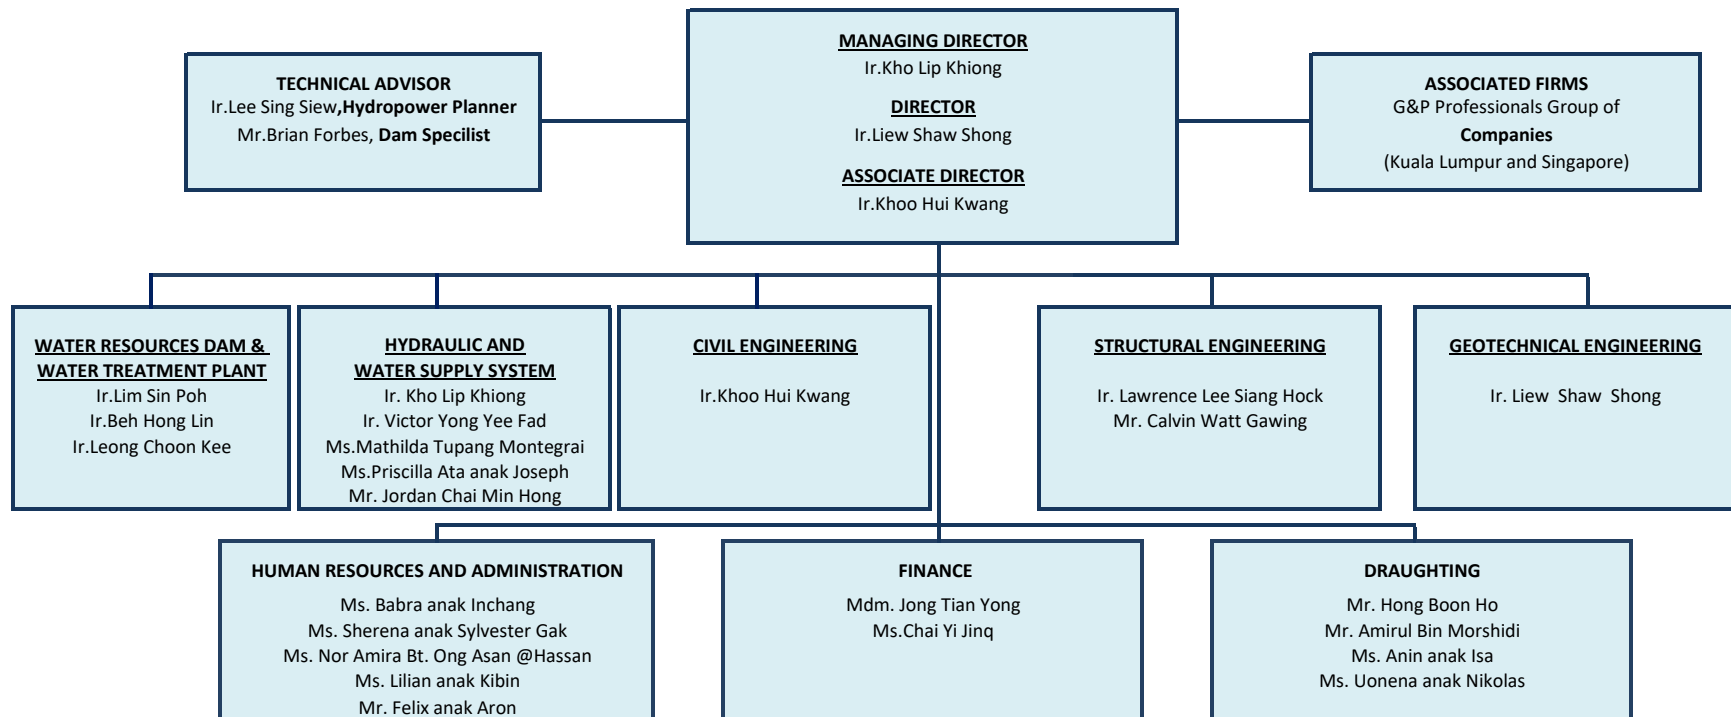 MANAGING DIRECTOR
Ir.Kho Lip Khiong
DIRECTOR
Ir.Liew Shaw Shong
ASSOCIATE DIRECTOR
Ir.Khoo Hui Kwang
TECHNICAL ADVISOR
Ir.Lee Sing Siew,Hydropower Planner
Mr.Brian Forbes, Dam Specilist
ASSOCIATED FIRMS
G&P Professionals Group of
Companies
(Kuala Lumpur and Singapore)
WATER RESOURCES DAM &
WATER TREATMENT PLANT
Ir.Lim Sin Poh
Ir.Beh Hong Lin
Ir.Leong Choon Kee
HYDRAULIC AND
WATER SUPPLY SYSTEM
Ir. Kho Lip Khiong
Ir. Victor Yong Yee Fad
Ms.Mathilda Tupang Montegrai
Ms.Priscilla Ata anak Joseph
Mr. Jordan Chai Min Hong
CIVIL ENGINEERING
Ir.Khoo Hui Kwang
STRUCTURAL ENGINEERING
Ir. Lawrence Lee Siang Hock
Mr. Calvin Watt Gawing
GEOTECHNICAL ENGINEERING
Ir. Liew Shaw Shong
HUMAN RESOURCES AND ADMINISTRATION
Ms. Babra anak Inchang
Ms. Sherena anak Sylvester Gak
Ms. Nor Amira Bt. Ong Asan @Hassan
Ms. Lilian anak Kibin
Mr. Felix anak Aron
FINANCE
Mdm. Jong Tian Yong
Ms.Chai Yi Jinq
DRAUGHTING
Mr. Hong Boon Ho
Mr. Amirul Bin Morshidi
Ms. Anin anak Isa
Ms. Uonena anak Nikolas